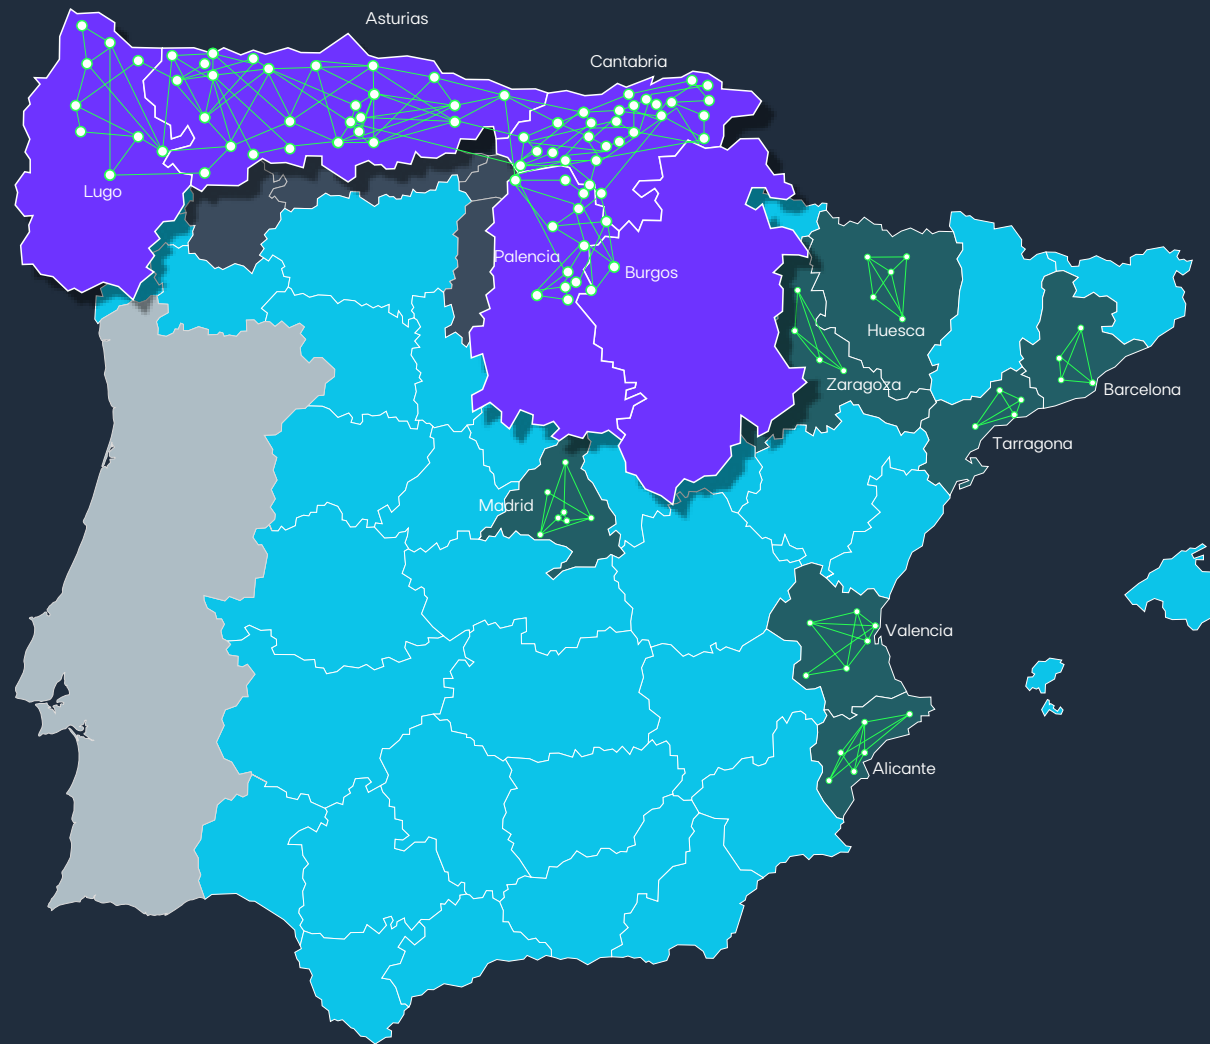 Asturias
Cantabria
Lugo
Palencia
Burgos
Huesca
Zaragoza
Barcelona
Tarragona
Madrid
Valencia
Alicante